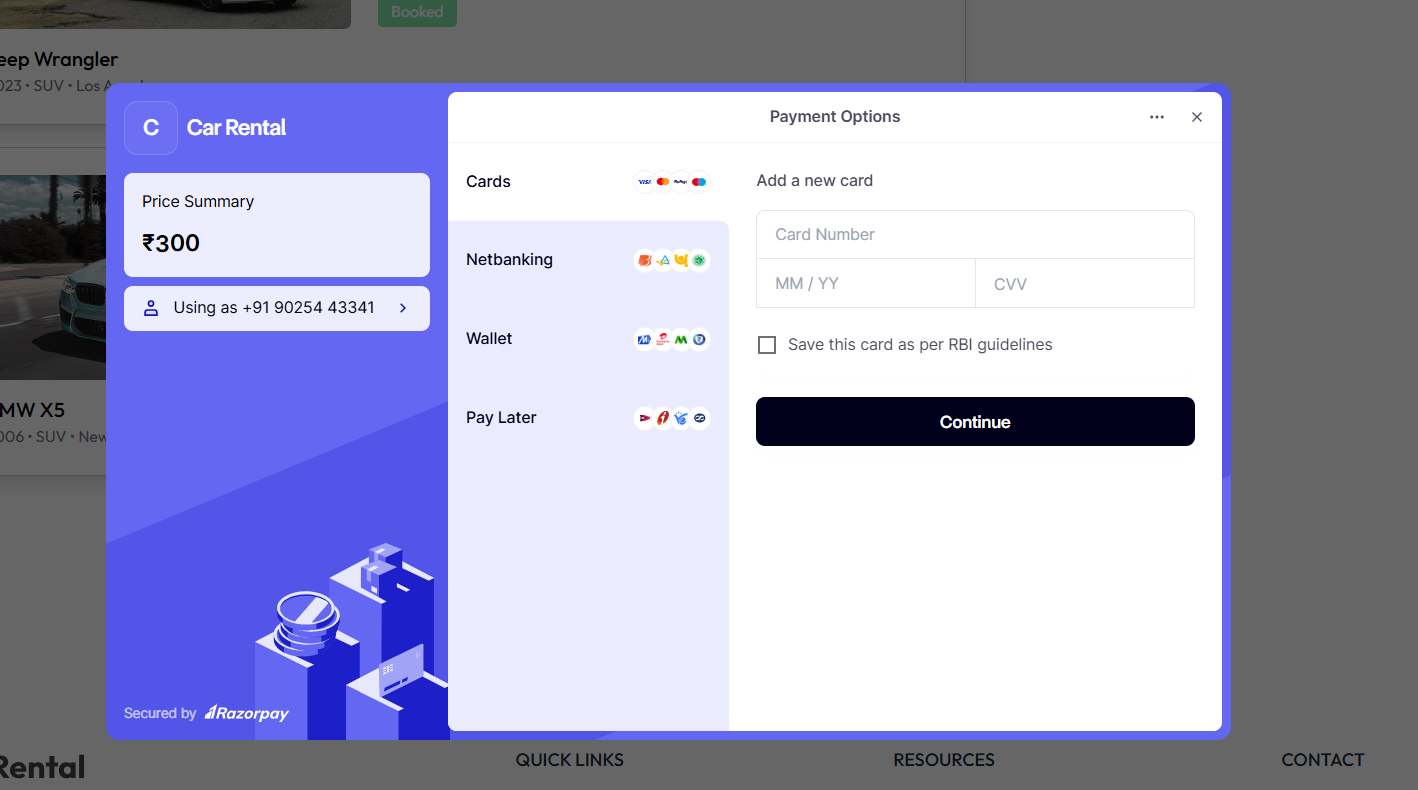 Booked
eep Wrangler
023 • SUV • Los A
C
Car Rental
Payment Options
Price Summary
₹300
Using as +91 90254 43341
Cards
VISA
RuPay
Netbanking
Wallet
Pay Later
Add a new card
Card Number
MM / YY
CVV
Save this card as per RBI guidelines
Continue
MW X5
006 • SUV • New
Secured by Razorpay
Rental
QUICK LINKS
RESOURCES
CONTACT